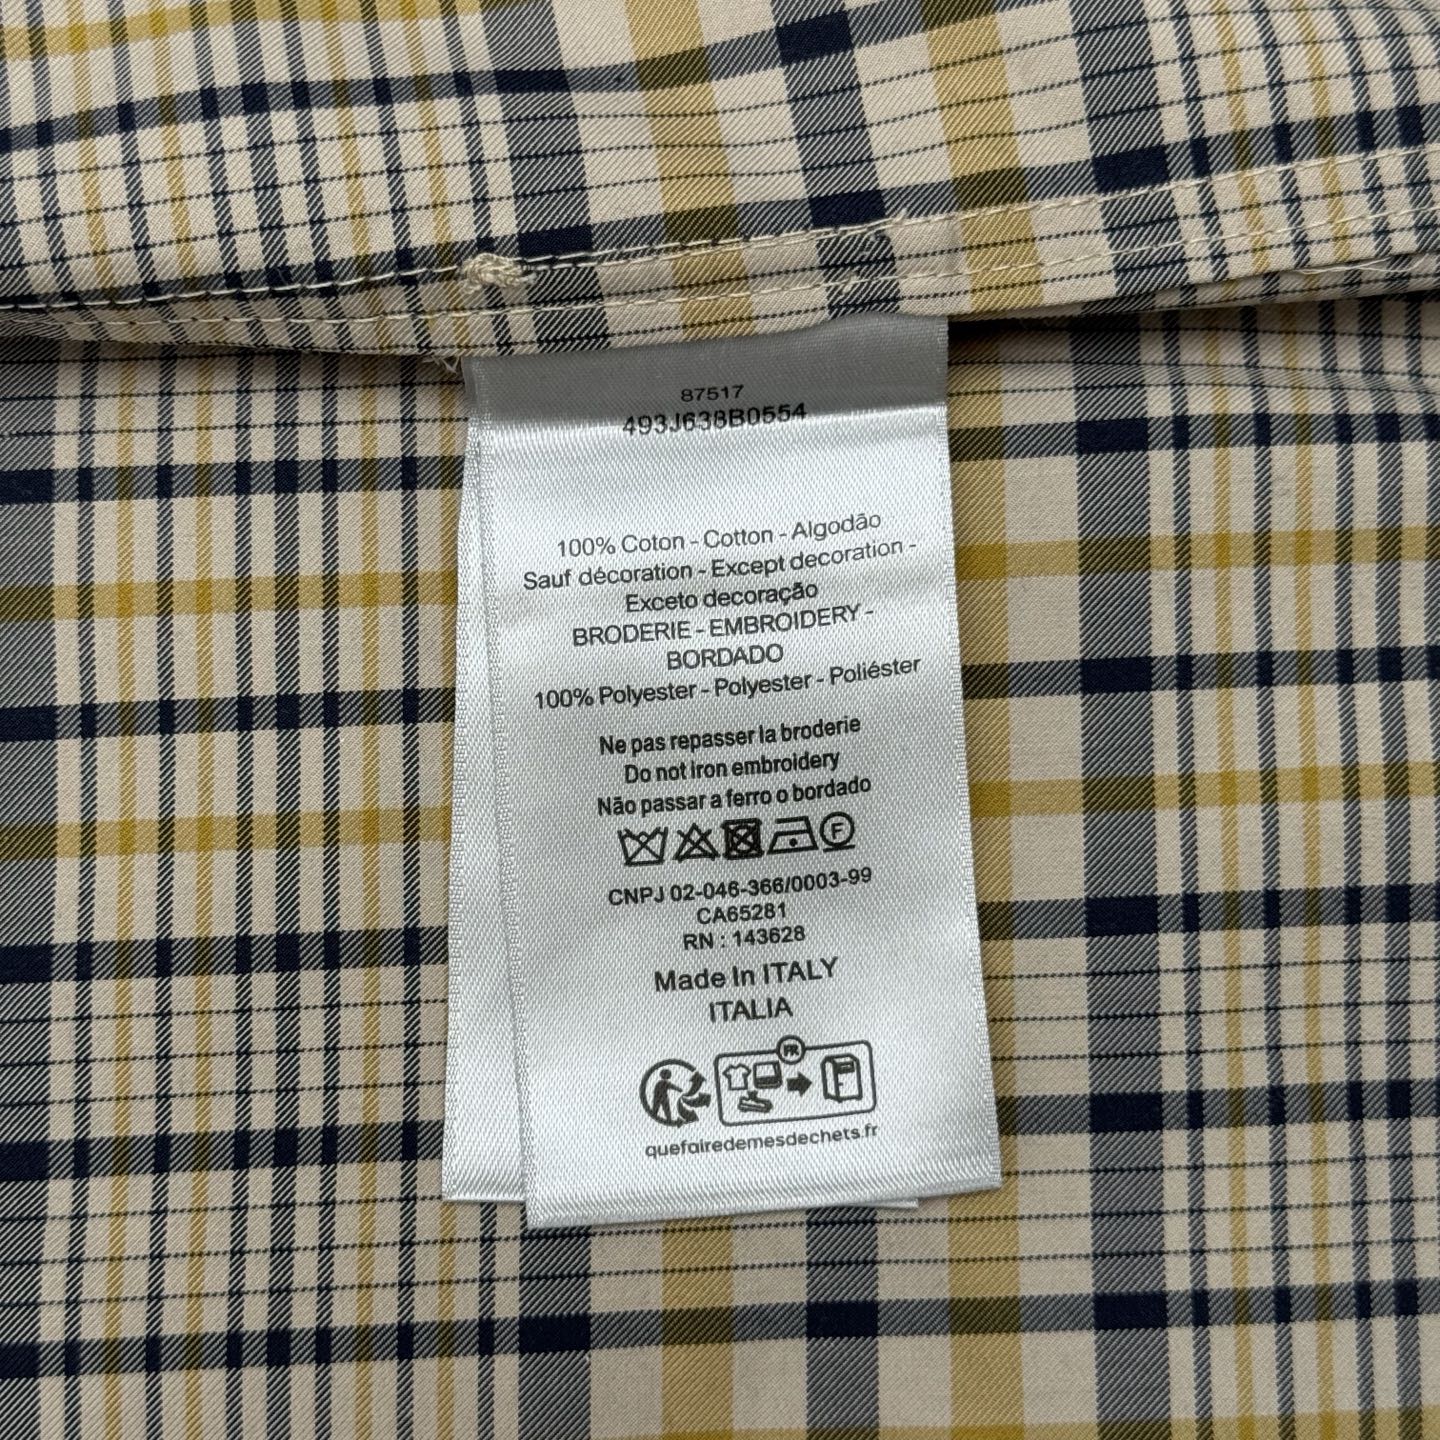 87517
493J638B0554
100% Coton - Cotton - Algodão
Sauf décoration - Except decoration -
Exceto decoração
BRODERIE - EMBROIDERY -
BORDADO
100% Polyester - Polyester - Poliéster
Ne pas repasser la broderie
Do not Iron embroidery
Não passar a ferro o bordado
F
CNPJ 02-046-366/0003-99
CA65281
RN : 143628
Made In ITALY
ITALIA
FR
quefairedemesdechets.fr